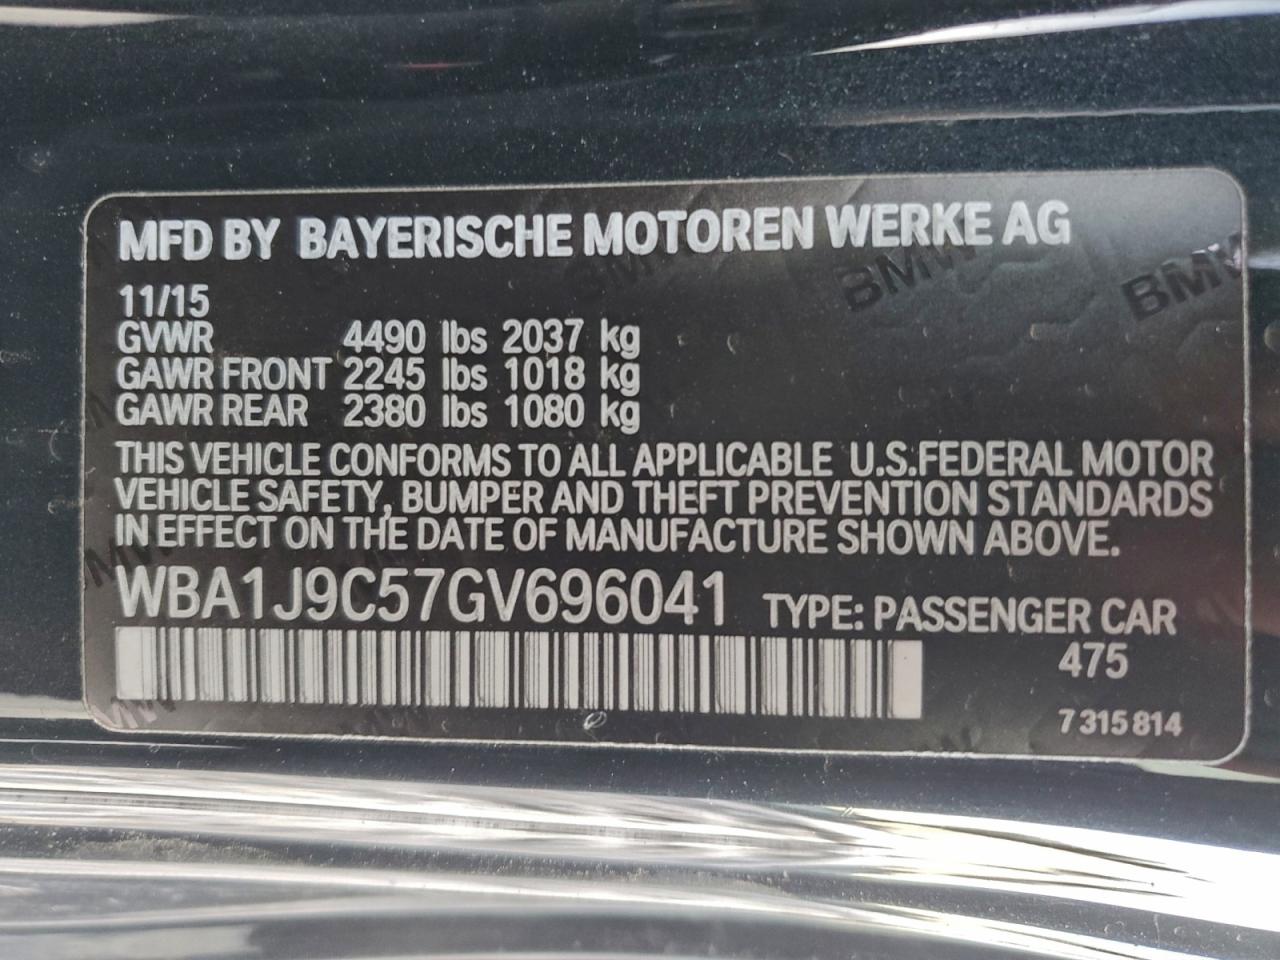 MFD BY BAYERISCHE MOTOREN WERKE AG
11/15
GVWR 4490 lbs 2037 kg
GAWR FRONT 2245 lbs 1018 kg
GAWR REAR 2380 lbs 1080 kg
THIS VEHICLE CONFORMS TO ALL APPLICABLE U.S.FEDERAL MOTOR
VEHICLE SAFETY, BUMPER AND THEFT PREVENTION STANDARDS
IN EFFECT ON THE DATE OF MANUFACTURE SHOWN ABOVE.
WBA1J9C57GV696041 TYPE: PASSENGER CAR
475
7 315 814
BMW
BMW